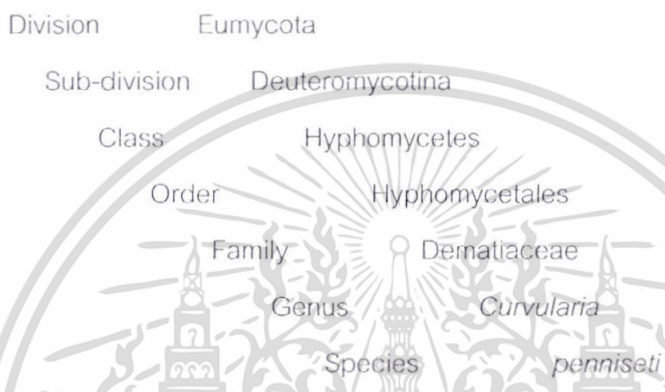 Division Eumycota
Sub-division Deuteromycotina
Class Hyphomycetes
Order Hyphomycetales
Family Dematiaceae
Genus Curvularia
Species penniseti